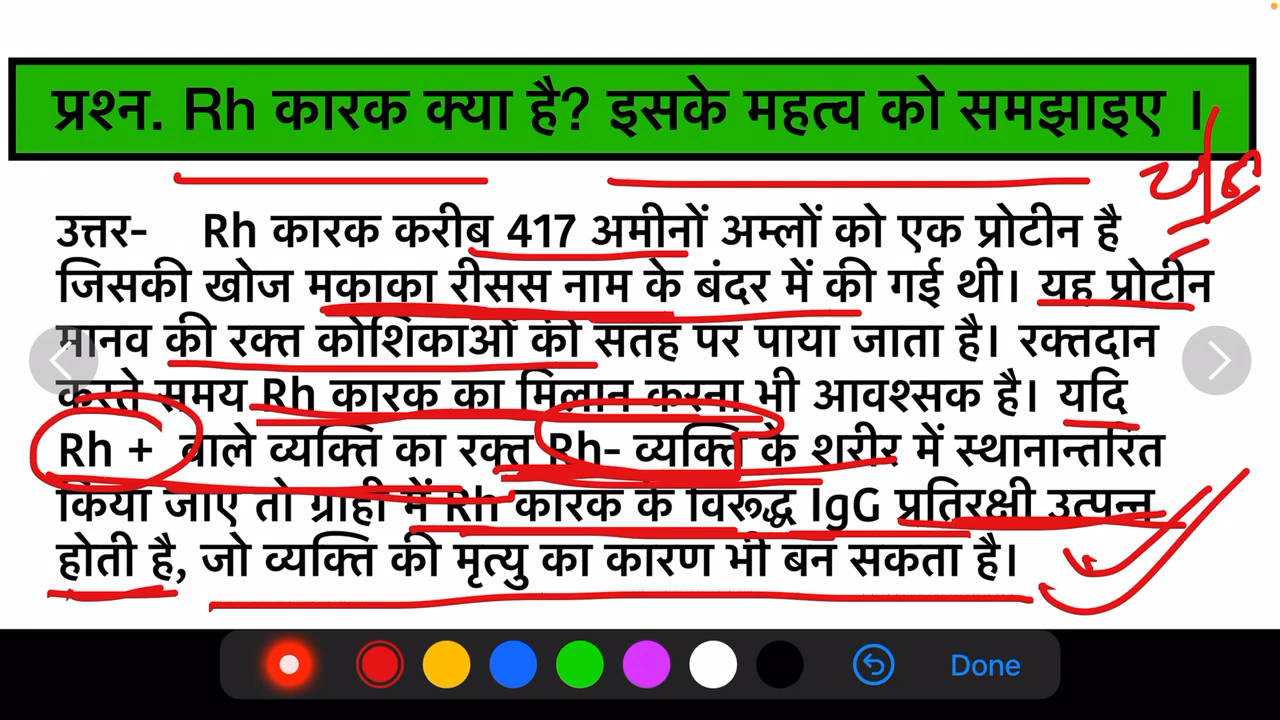 प्रश्न. Rh कारक क्या है? इसके महत्व को समझाइए ।
उत्तर- Rh कारक करीब 417 अमीनों अम्लों को एक प्रोटीन है
जिसकी खोज मकाका रीसस नाम के बंदर में की गई थी। यह प्रोटीन
मानव की रक्त कोशिकाओं की सतह पर पाया जाता है। रक्तदान
करते समय Rh कारक का मिलान करना भी आवश्सक है। यदि
Rh + वाले व्यक्ति का रक्त Rh- व्यक्ति के शरीर में स्थानान्तरित
किया जाए तो ग्राही में Rh कारक के विरूद्ध IgG प्रतिरक्षी उत्पन्न
होती है, जो व्यक्ति की मृत्यु का कारण भी बन सकता है।
Done